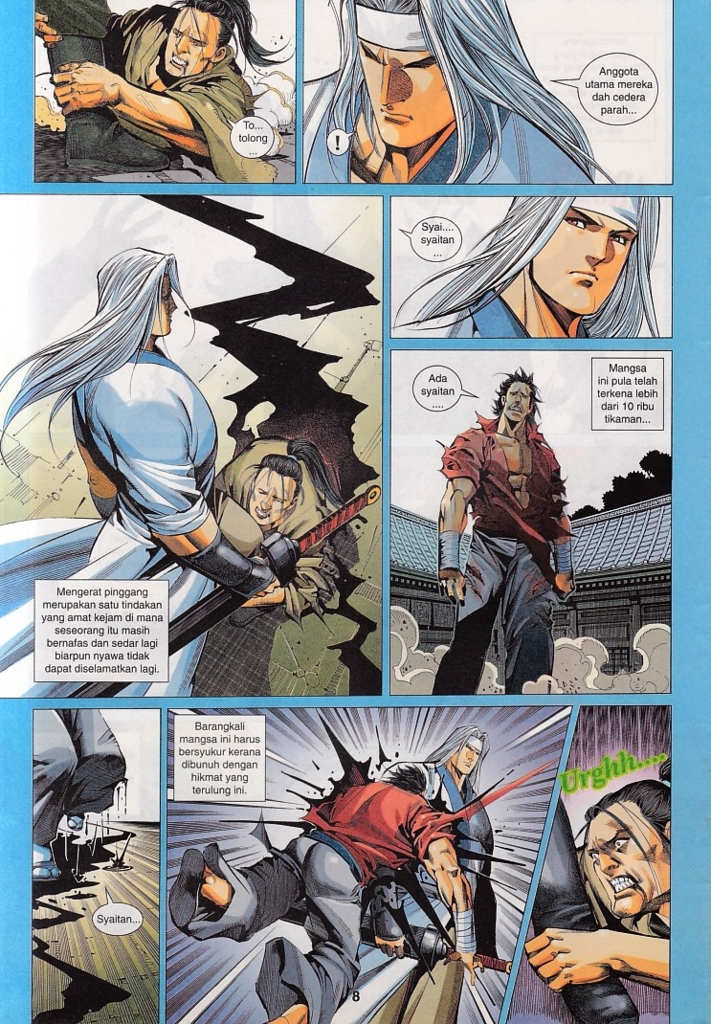 To...
tolong
...
!
Anggota
utama mereka
dah cedera
parah...
Syai....
syaitan
...
Mengerat pinggang
merupakan satu tindakan
yang amat kejam di mana
seseorang itu masih
bernafas dan sedar lagi
biarpun nyawa tidak
dapat diselamatkan lagi.
Ada
syaitan
....
Mangsa
ini pula telah
terkena lebih
dari 10 ribu
tikaman...
Syaitan...
Barangkali
mangsa ini harus
bersyukur kerana
dibunuh dengan
hikmat yang
terulung ini.
Urghh....
8